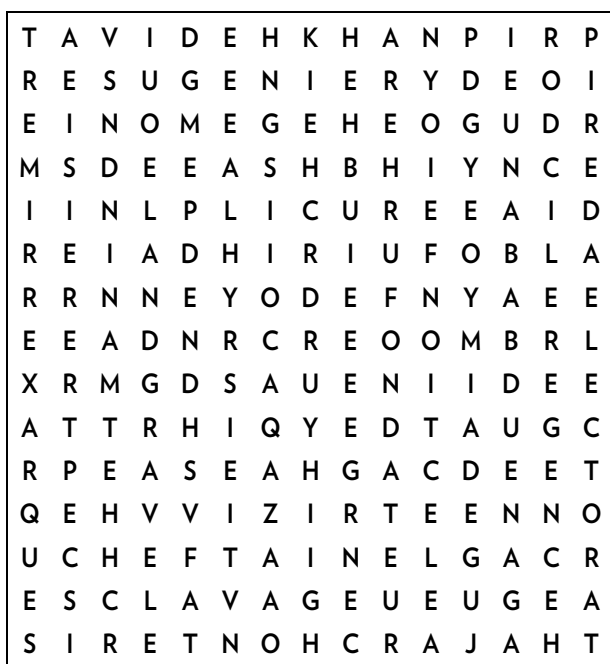 T A V I D E H K H A N P I R P
R E S U G E N I E R Y D E O I
E I N O M E G E H E O G U D R
M S D E E A S H B H I Y N C E
I I N L P L I C U R E E A I D
R E I A D H I R I U F O B L A
R R N N E Y O D E F N Y A E E
E E A D N R C R E O O M B R L
X R M G D S A U E N I I D E E
A T T R H I Q Y E D T A U G C
R P E A S E A H G A C D E E T
Q E H V V I Z I R T E E N N O
U C H E F T A I N E L G A C R
E S C L A V A G E U E U G E A
S I R E T N O H C R A J A H T